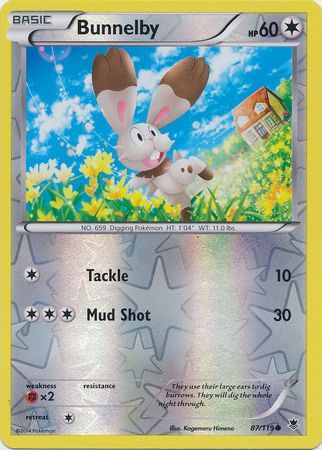 BASIC
Bunnelby
HP60
NO. 659 Digging Pokémon HT: 1'04" WT: 11.0 lbs.
Tackle 10
Mud Shot 30
weakness resistance
×2
retreat
They use their large ears to dig
burrows. They will dig the whole
night through.
Illus. Kagemaru Himeno
87/119
©2014 Pokémon